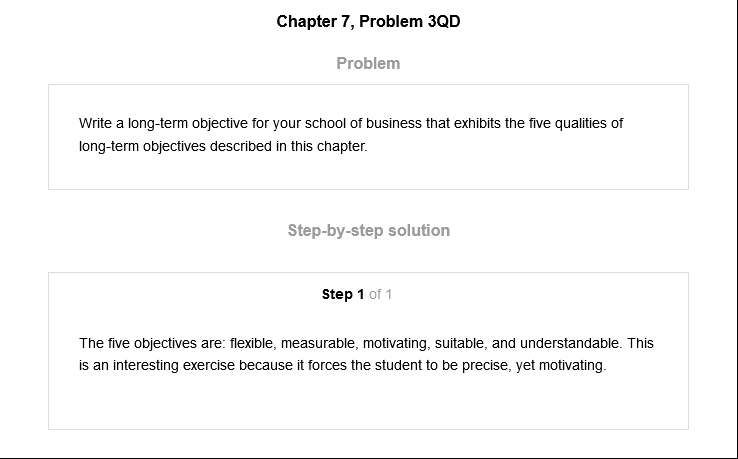 Chapter 7, Problem 3QD
Problem
Write a long-term objective for your school of business that exhibits the five qualities of
long-term objectives described in this chapter.
Step-by-step solution
Step 1 of 1
The five objectives are: flexible, measurable, motivating, suitable, and understandable. This
is an interesting exercise because it forces the student to be precise, yet motivating.